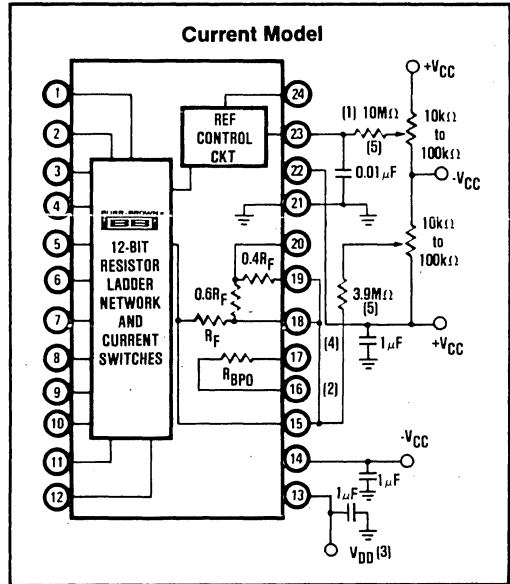 Current Model
+VCC
1
2
3
4
5
6
7
8
9
10
11
12
REF
CONTROL
CKT
BURR-BROWN®
BB
12-BIT
RESISTOR
LADDER
NETWORK
AND
CURRENT
SWITCHES
0.4RF
0.6RF
RF
RBPO
24
23
22
21
20
19
18
17
16
15
14
13
(1) 10MΩ
(5)
0.01μF
10kΩ
to
100kΩ
-VCC
10kΩ
to
100kΩ
3.9MΩ
(5)
(4)
1μF
+VCC
(2)
-VCC
1μF
1μF
VDD (3)